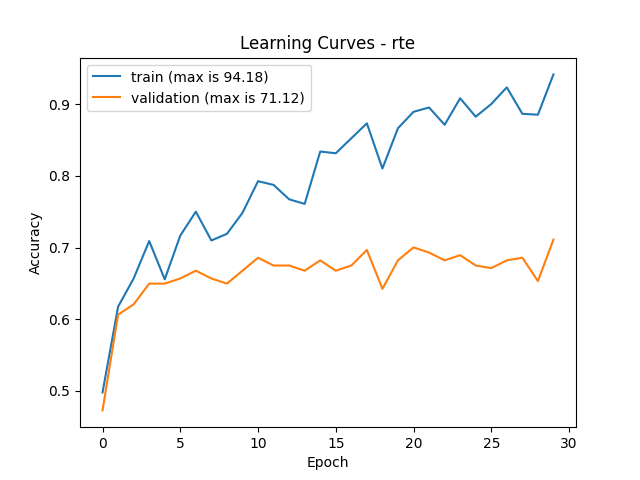 Learning Curves - rte
train (max is 94.18)
validation (max is 71.12)
Accuracy
0.9
0.8
0.7
0.6
0.5
0 5 10 15 20 25 30
Epoch